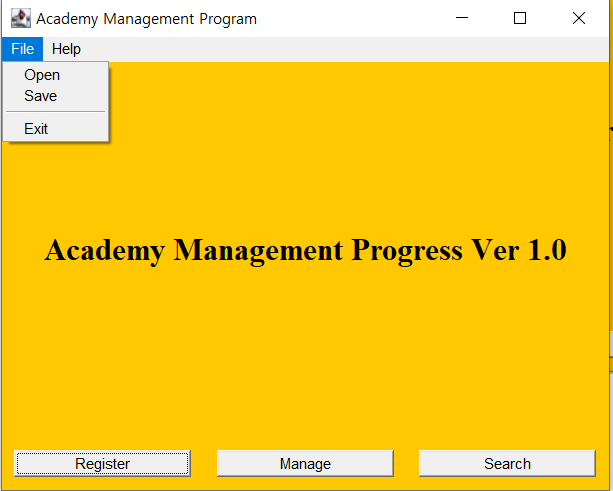 Academy Management Program
File Help
Open
Save
Exit
Academy Management Progress Ver 1.0
Register Manage Search